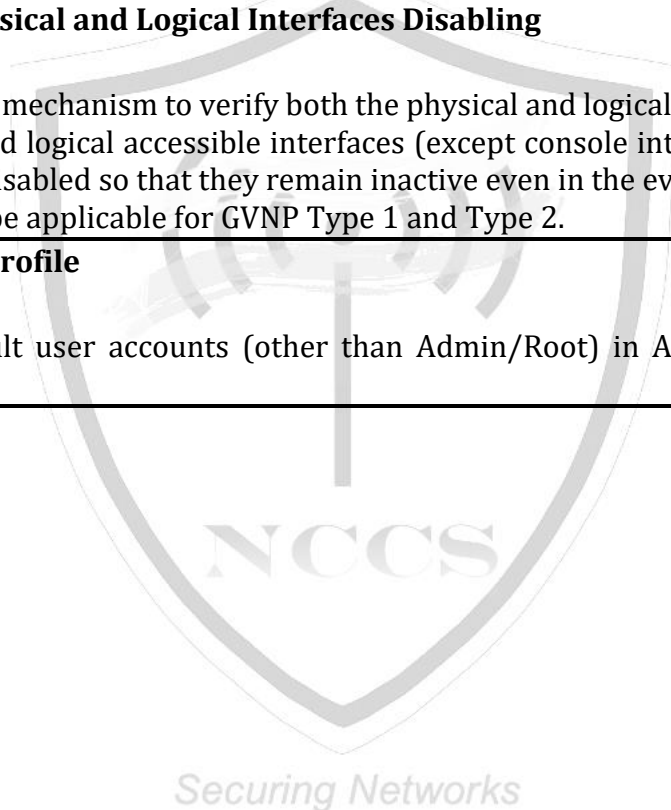 sical and Logical Interfaces Disabling
mechanism to verify both the physical and logical
d logical accessible interfaces (except console int
isabled so that they remain inactive even in the ev
be applicable for GVNP Type 1 and Type 2.
rofile
ult user accounts (other than Admin/Root) in A
NCCS
Securing Networks